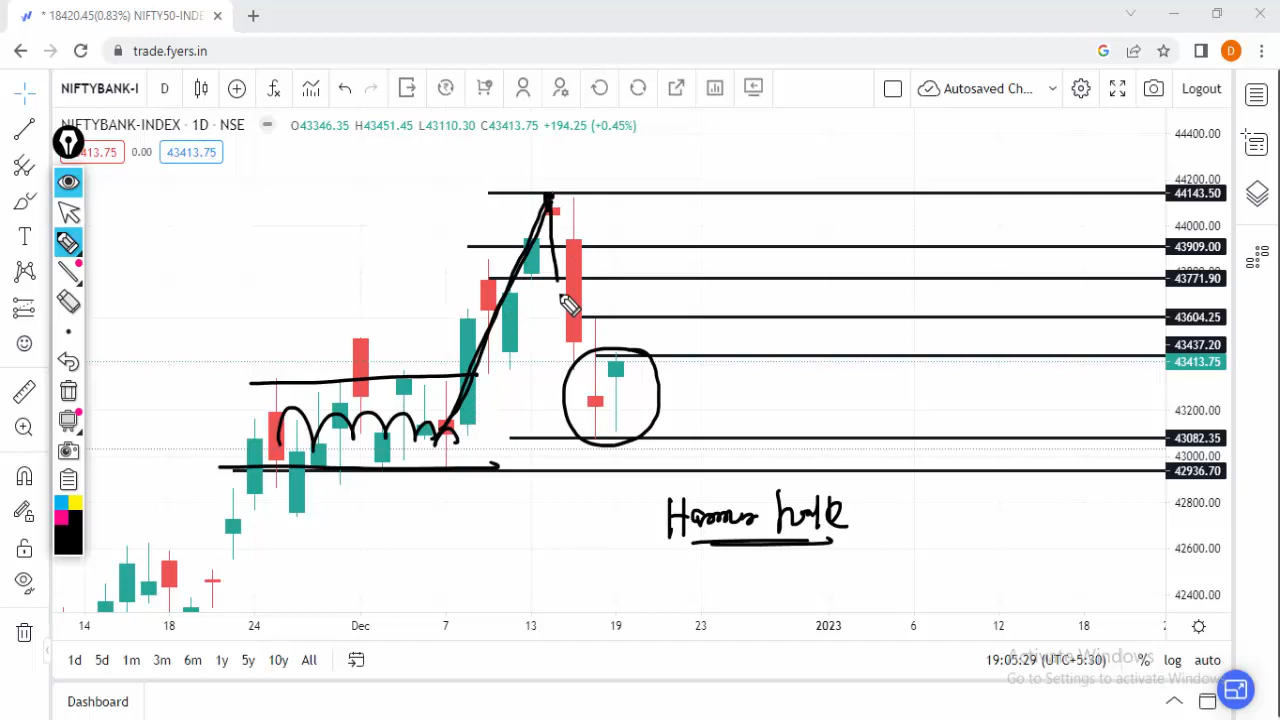 * 18420.45(0.83%) NIFTY50-INDE
trade.fyers.in
D
NIFTYBANK-I
D
Autosaved Ch...
Logout
NIFTYBANK-INDEX · 1D · NSE
O43346.35 H43451.45 L43110.30 C43413.75 +194.25 (+0.45%)
413.75
0.00
43413.75
44400.00
44200.00
44143.50
44000.00
43909.00
43771.90
43604.25
43437.20
43413.75
43200.00
43082.35
43000.00
42936.70
42800.00
42600.00
42400.00
14
18
24
Dec
7
13
19
23
2023
6
12
18
1d
5d
1m
3m
6m
1y
5y
10y
All
19:05:29 (UTC+5:30)
%
log
auto
Activate Windows
Go to Settings to activate Windows
Dashboard